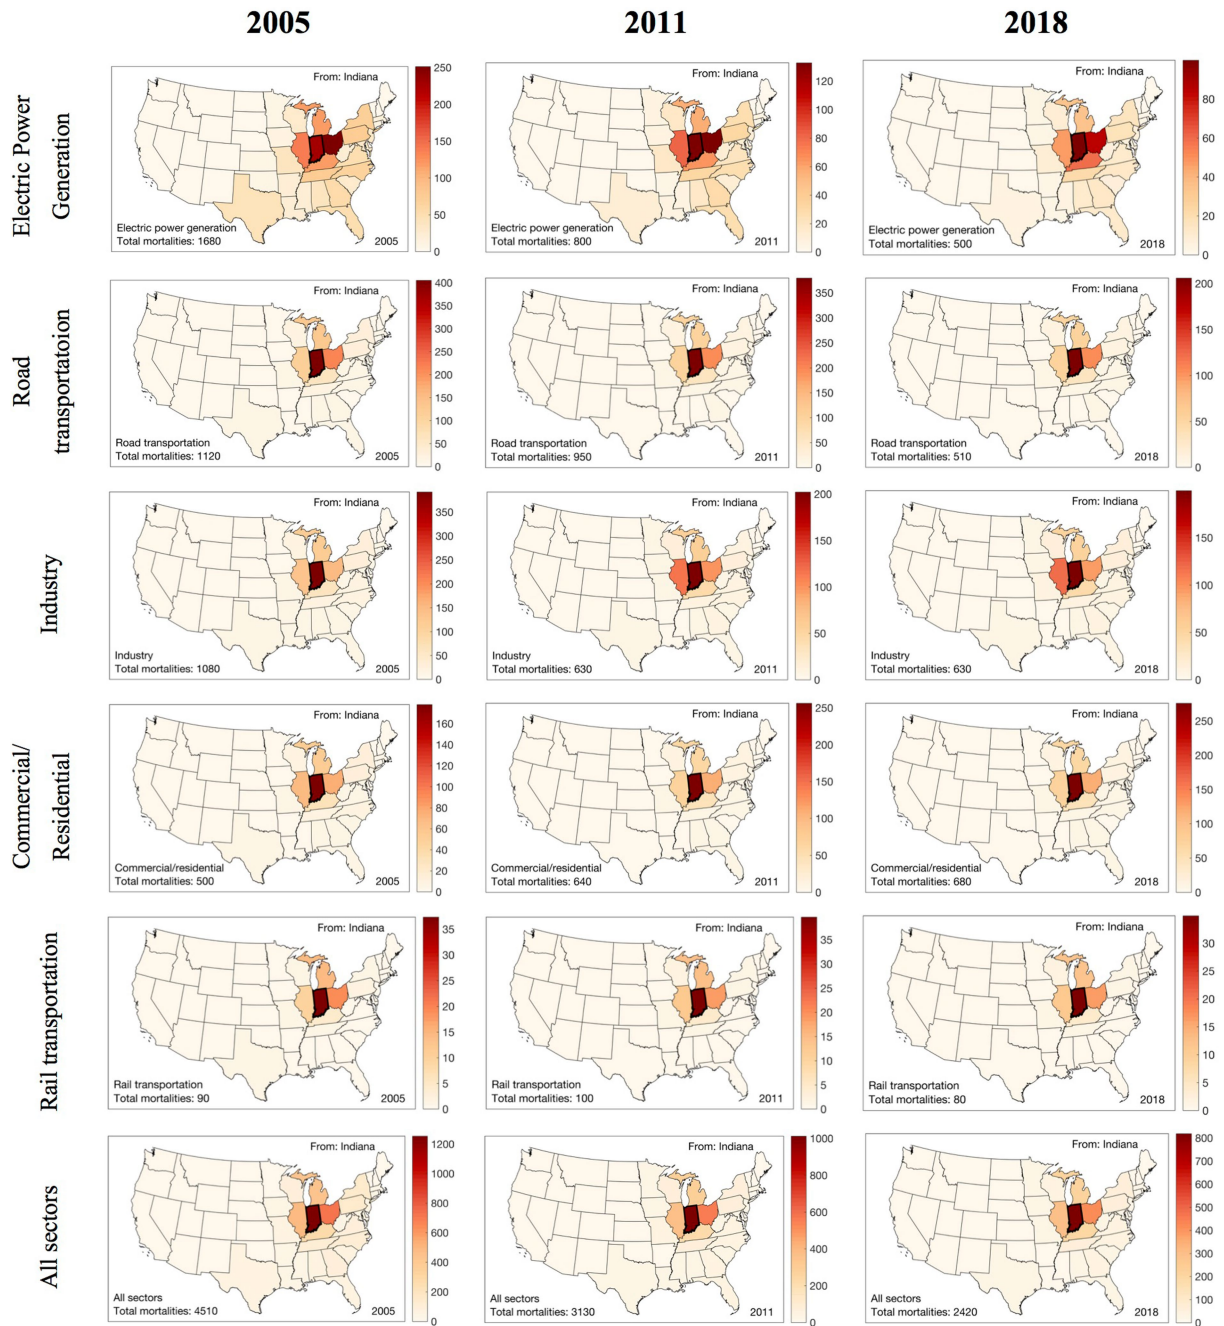 2005 2011 2018
Electric Power
Generation
From: Indiana
Electric power generation
Total mortalities: 1680
2005
250
200
150
100
50
0
From: Indiana
Electric power generation
Total mortalities: 800
2011
120
100
80
60
40
20
0
From: Indiana
Electric power generation
Total mortalities: 500
2018
80
60
40
20
0
Road
transportatoion
From: Indiana
Road transportation
Total mortalities: 1120
2005
400
350
300
250
200
150
100
50
0
From: Indiana
Road transportation
Total mortalities: 950
2011
350
300
250
200
150
100
50
0
From: Indiana
Road transportation
Total mortalities: 510
2018
200
150
100
50
0
Industry
From: Indiana
Industry
Total mortalities: 1080
2005
350
300
250
200
150
100
50
0
From: Indiana
Industry
Total mortalities: 630
2011
200
150
100
50
0
From: Indiana
Industry
Total mortalities: 630
2018
150
100
50
0
Commercial/
Residential
From: Indiana
Commercial/residential
Total mortalities: 500
2005
160
140
120
100
80
60
40
20
0
From: Indiana
Commercial/residential
Total mortalities: 640
2011
250
200
150
100
50
0
From: Indiana
Commercial/residential
Total mortalities: 680
2018
250
200
150
100
50
0
Rail transportation
From: Indiana
Rail transportation
Total mortalities: 90
2005
35
30
25
20
15
10
5
0
From: Indiana
Rail transportation
Total mortalities: 100
2011
35
30
25
20
15
10
5
0
From: Indiana
Rail transportation
Total mortalities: 80
2018
30
25
20
15
10
5
0
All sectors
From: Indiana
All sectors
Total mortalities: 4510
2005
1200
1000
800
600
400
200
0
From: Indiana
All sectors
Total mortalities: 3130
2011
1000
800
600
400
200
0
From: Indiana
All sectors
Total mortalities: 2420
2018
800
700
600
500
400
300
200
100
0